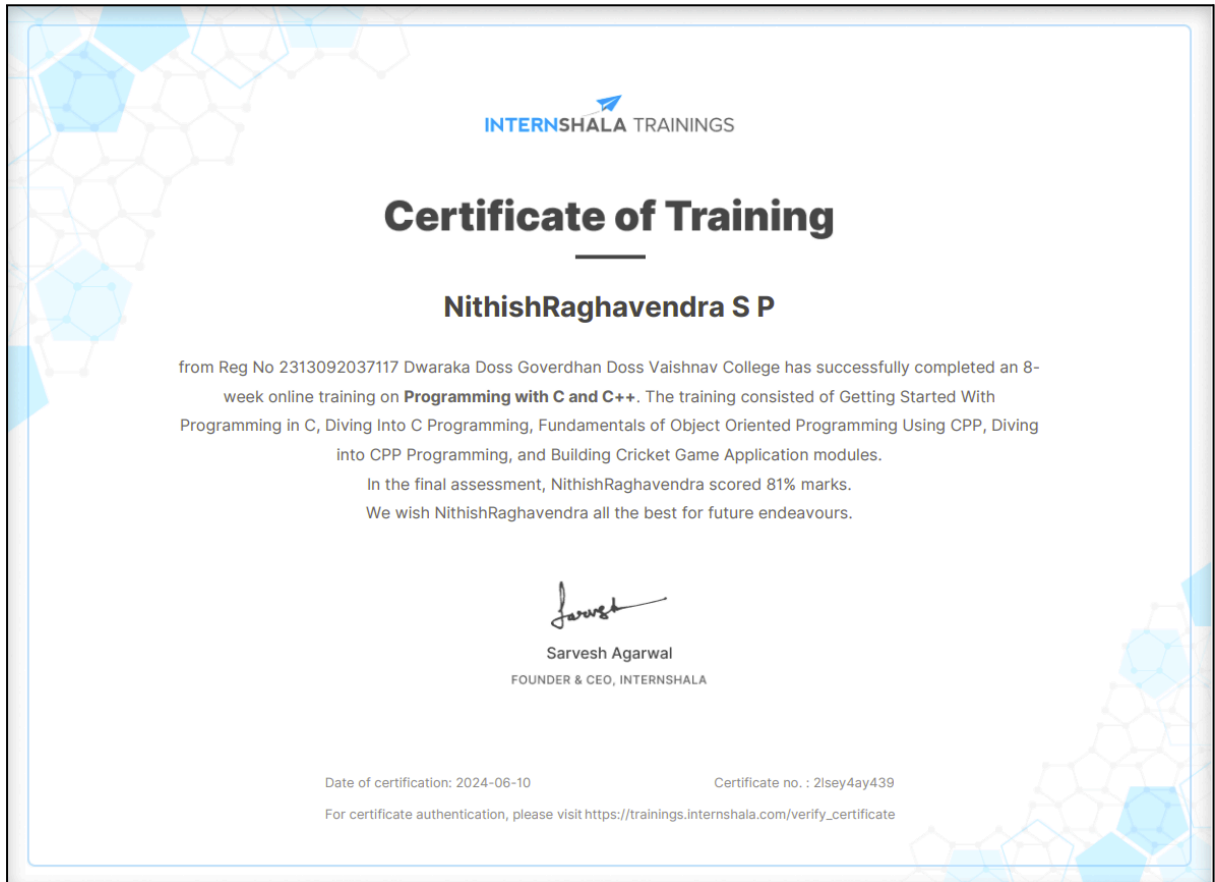 INTERNSHALA TRAININGS
Certificate of Training
NithishRaghavendra S P
from Reg No 2313092037117 Dwaraka Doss Goverdhan Doss Vaishnav College has successfully completed an 8-
week online training on Programming with C and C++. The training consisted of Getting Started With
Programming in C, Diving Into C Programming, Fundamentals of Object Oriented Programming Using CPP, Diving
into CPP Programming, and Building Cricket Game Application modules.
In the final assessment, NithishRaghavendra scored 81% marks.
We wish NithishRaghavendra all the best for future endeavours.
Sarvesh
Sarvesh Agarwal
FOUNDER & CEO, INTERNSHALA
Date of certification: 2024-06-10 Certificate no. : 2lsey4ay439
For certificate authentication, please visit https://trainings.internshala.com/verify_certificate